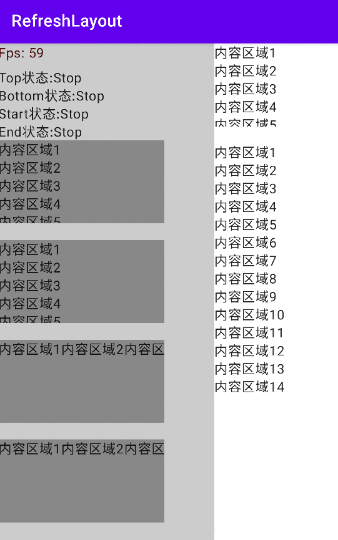 RefreshLayout
Fps: 59
Top状态:Stop
Bottom状态:Stop
Start状态:Stop
End状态:Stop
内容区域1
内容区域2
内容区域3
内容区域4
内容区域5
内容区域1
内容区域2
内容区域3
内容区域4
内容区域5
内容区域1内容区域2内容区
内容区域1内容区域2内容区
内容区域1
内容区域2
内容区域3
内容区域4
内容区域5
内容区域1
内容区域2
内容区域3
内容区域4
内容区域5
内容区域6
内容区域7
内容区域8
内容区域9
内容区域10
内容区域11
内容区域12
内容区域13
内容区域14